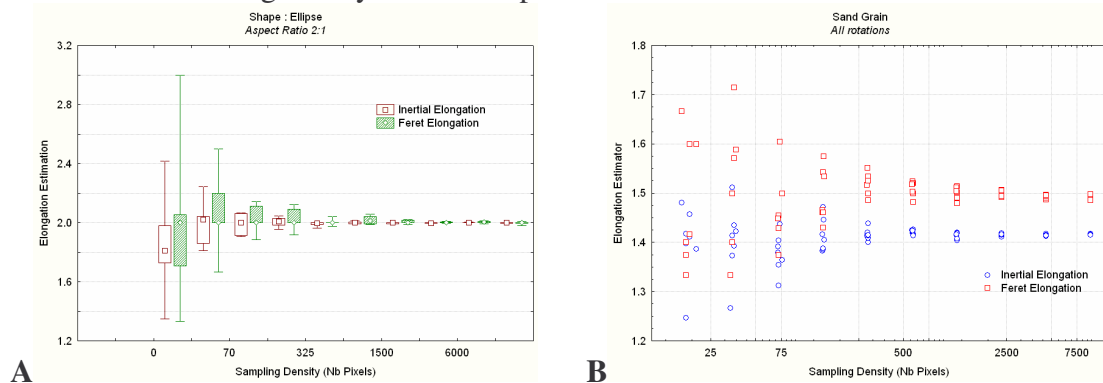 Shape : Ellipse
Aspect Ratio 2:1
3.2
2.8
2.4
2.0
1.6
1.2
Elongation Estimation
Inertial Elongation
Feret Elongation
0
70
325
1500
6000
Sampling Density (Nb Pixels)
A
Sand Grain
All rotations
1.8
1.7
1.6
1.5
1.4
1.3
1.2
Elongation Estimator
Inertial Elongation
Feret Elongation
25
75
500
2500
7500
Sampling Density (Nb Pixels)
B